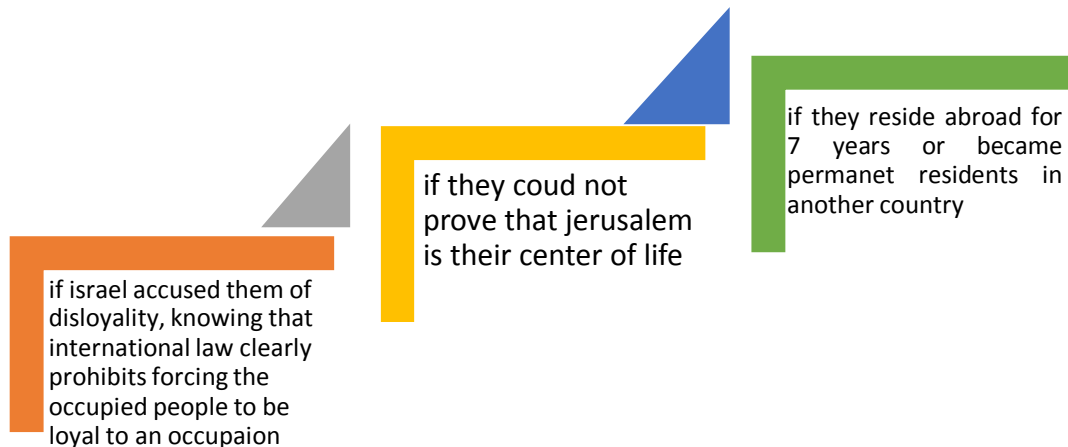 if israel accused them of
disloyality, knowing that
international law clearly
prohibits forcing the
occupied people to be
loyal to an occupaion
if they coud not
prove that jerusalem
is their center of life
if they reside abroad for
7 years or became
permanet residents in
another country